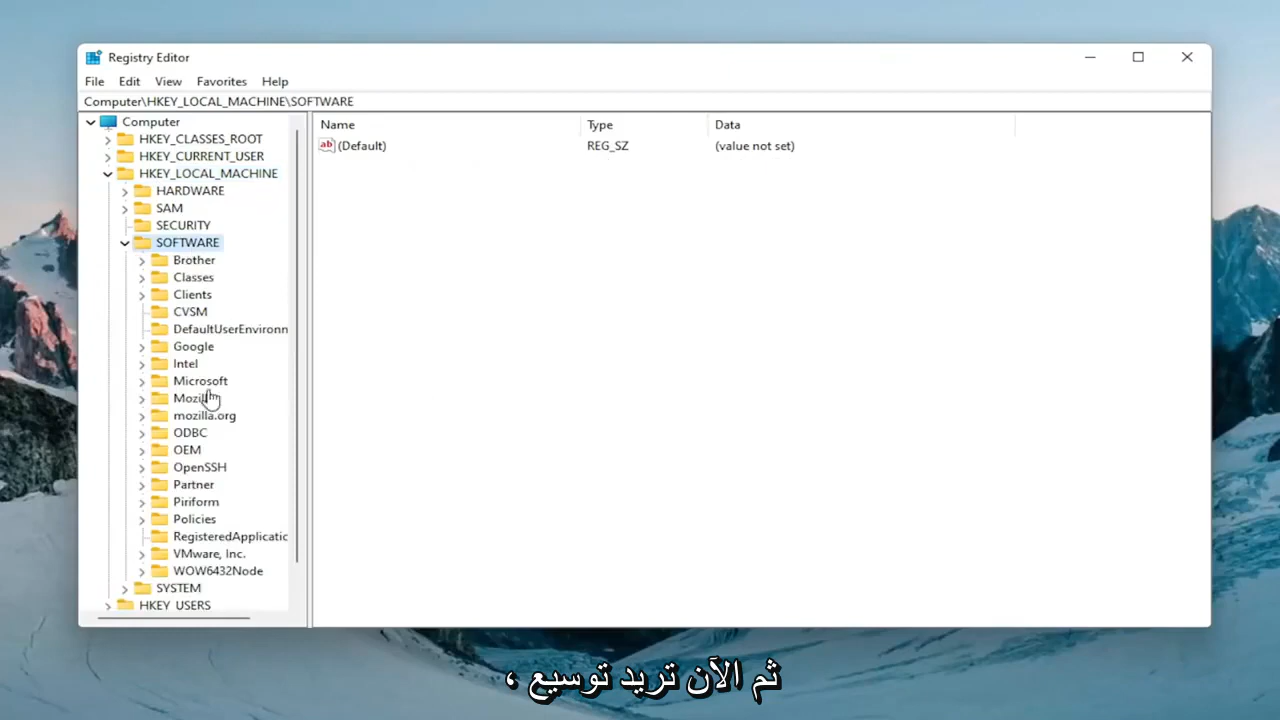 Registry Editor
File Edit View Favorites Help
Computer\HKEY_LOCAL_MACHINE\SOFTWARE
Computer
HKEY_CLASSES_ROOT
HKEY_CURRENT_USER
HKEY_LOCAL_MACHINE
HARDWARE
SAM
SECURITY
SOFTWARE
Brother
Classes
Clients
CVSM
DefaultUserEnvironn
Google
Intel
Microsoft
mozilla.org
ODBC
OEM
OpenSSH
Partner
Piriform
Policies
RegisteredApplicatic
VMware, Inc.
WOW6432Node
SYSTEM
HKEY_USERS
Name Type Data
ab (Default) REG_SZ (value not set)
ثم الآن تريد توسيع ،